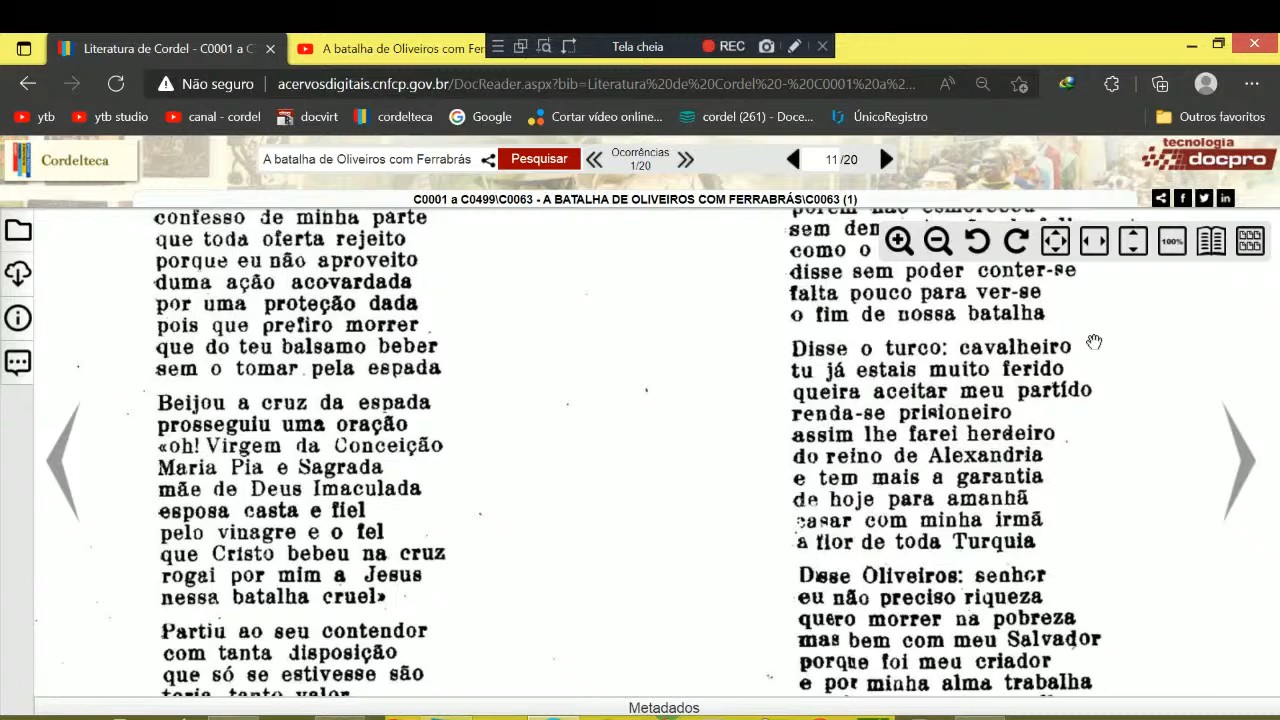 Literatura de Cordel - C0001 a C
A batalha de Oliveiros com Fer
Tela cheia
REC
Não seguro
acervosdigitais.cnfcp.gov.br/DocReader.aspx?bib=Literatura%20de%20Cordel%20-%20C0001%20a%2...
ytb
ytb studio
canal - cordel
docvirt
cordelteca
Google
Cortar vídeo online...
cordel (261) - Doce...
ÚnicoRegistro
Outros favoritos
Cordelteca
A batalha de Oliveiros com Ferrabrás
Pesquisar
Ocorrências
1/20
11 /20
tecnologia
docpro
C0001 a C0499\C0063 - A BATALHA DE OLIVEIROS COM FERRABRÁS\C0063 (1)
100%
confesso de minha parte
que toda oferta rejeito
porque eu não aproveito
duma ação acovardada
por uma proteção dada
pois que prefiro morrer
que do teu balsamo beber
sem o tomar pela espada
Beijou a cruz da espada
prosseguiu uma oração
«oh! Virgem da Conceição
Maria Pia e Sagrada
mãe de Deus Imaculada
esposa casta e fiel
pelo vinagre e o fel
que Cristo bebeu na cruz
rogai por mim a Jesus
nessa batalha cruel»
Partiu ao seu contendor
com tanta disposição
que só se estivesse são
teria tanto valor
porém não esmoreceu
sem
como o
disse sem poder conter-se
falta pouco para ver-se
o fim de nossa batalha
Disse o turco: cavalheiro
tu já estais muito ferido
queira aceitar meu partido
renda-se prisioneiro
assim lhe farei herdeiro
do reino de Alexandria
e tem mais a garantia
de hoje para amanhã
casar com minha irmã
a flor de toda Turquia
Dsse Oliveiros: senhor
eu não preciso riqueza
quero morrer na pobreza
mas bem com meu Salvador
porque foi meu criador
e por minha alma trabalha
Metadados